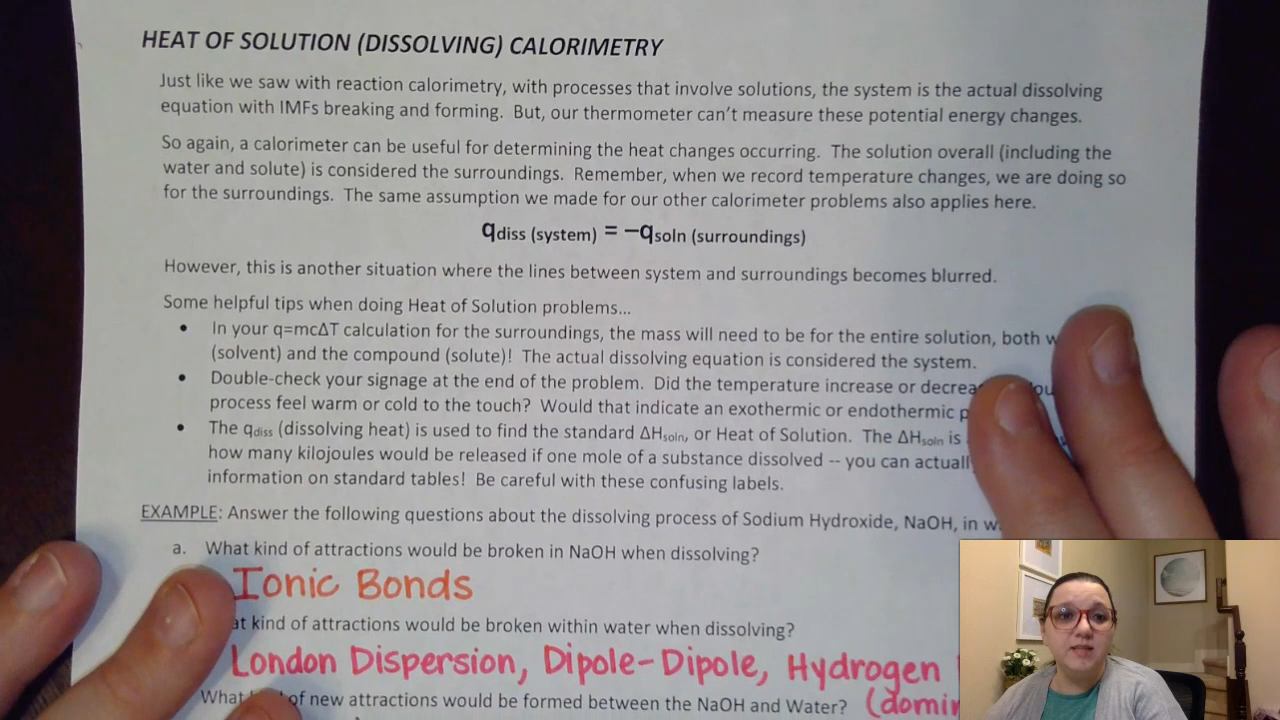 HEAT OF SOLUTION (DISSOLVING) CALORIMETRY
Just like we saw with reaction calorimetry, with processes that involve solutions, the system is the actual dissolving
equation with IMFs breaking and forming. But, our thermometer can't measure these potential energy changes.
So again, a calorimeter can be useful for determining the heat changes occurring. The solution overall (including the
water and solute) is considered the surroundings. Remember, when we record temperature changes, we are doing so
for the surroundings. The same assumption we made for our other calorimeter problems also applies here.
qdiss (system) = –qsoln (surroundings)
However, this is another situation where the lines between system and surroundings becomes blurred.
Some helpful tips when doing Heat of Solution problems...
• In your q=mcΔT calculation for the surroundings, the mass will need to be for the entire solution, both
(solvent) and the compound (solute)! The actual dissolving equation is considered the system.
• Double-check your signage at the end of the problem. Did the temperature increase or
process feel warm or cold to the touch? Would that indicate an exothermic or endothermic
• The qdiss (dissolving heat) is used to find the standard ΔHsoln, or Heat of Solution. The ΔHsoln is
how many kilojoules would be released if one mole of a substance dissolved -- you can
information on standard tables! Be careful with these confusing labels.
EXAMPLE: Answer the following questions about the dissolving process of Sodium Hydroxide, NaOH, in
a. What kind of attractions would be broken in NaOH when dissolving?
Ionic Bonds
kind of attractions would be broken within water when dissolving?
London Dispersion, Dipole-Dipole, Hydrogen
What of new attractions would be formed between the NaOH and Water?